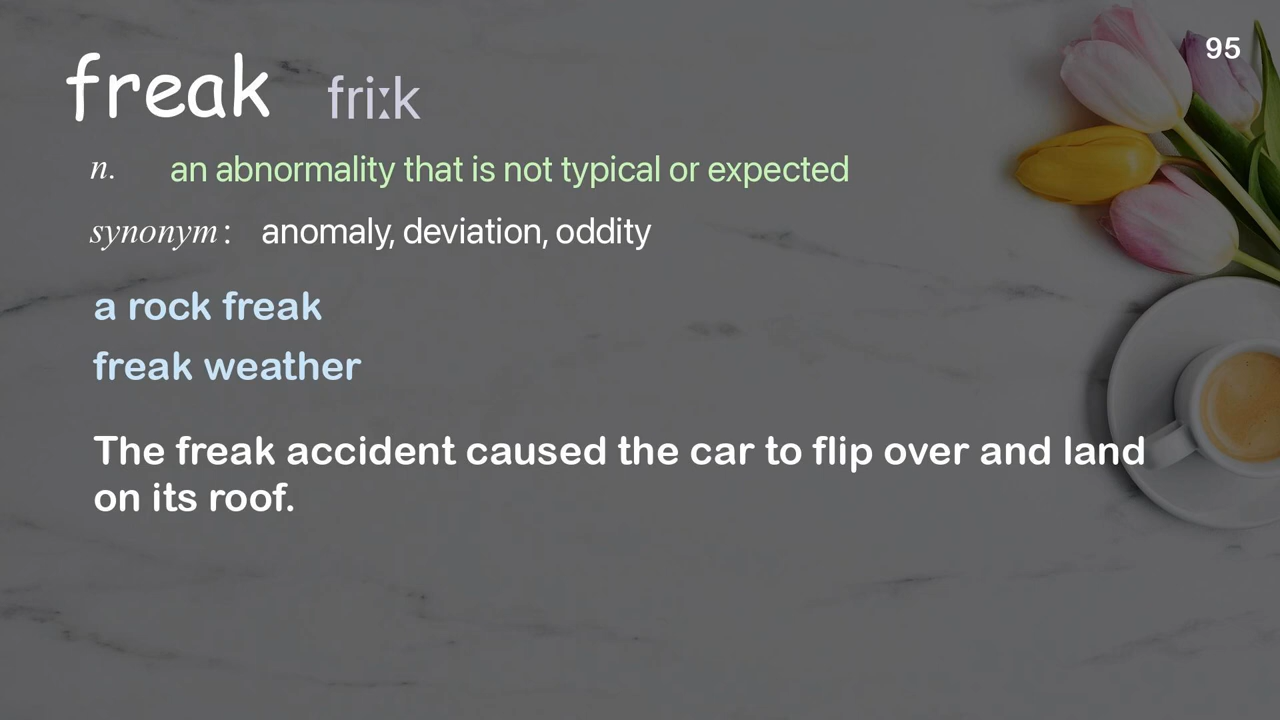 95
freak friːk
n. an abnormality that is not typical or expected
synonym: anomaly, deviation, oddity
a rock freak
freak weather
The freak accident caused the car to flip over and land
on its roof.